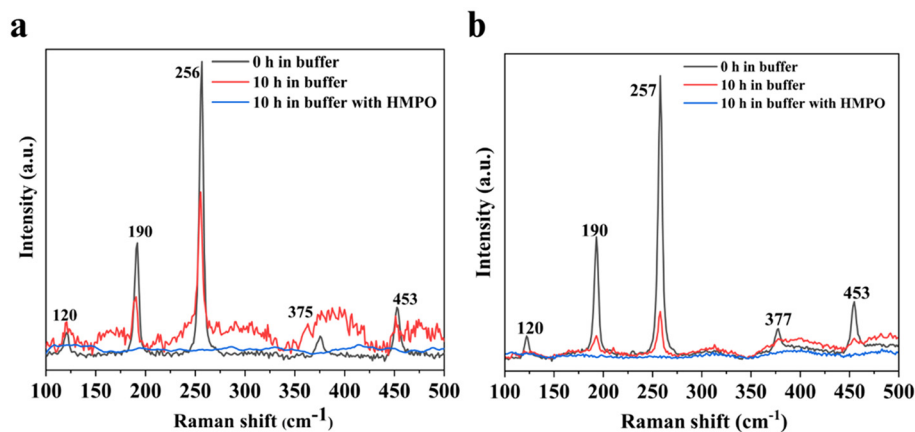 a
256
190
120
375
453
0 h in buffer
10 h in buffer
10 h in buffer with HMPO
Intensity (a.u.)
100 150 200 250 300 350 400 450 500
Raman shift (cm-1)
b
257
190
120
377
453
0 h in buffer
10 h in buffer
10 h in buffer with HMPO
Intensity (a.u.)
100 150 200 250 300 350 400 450 500
Raman shift (cm-1)